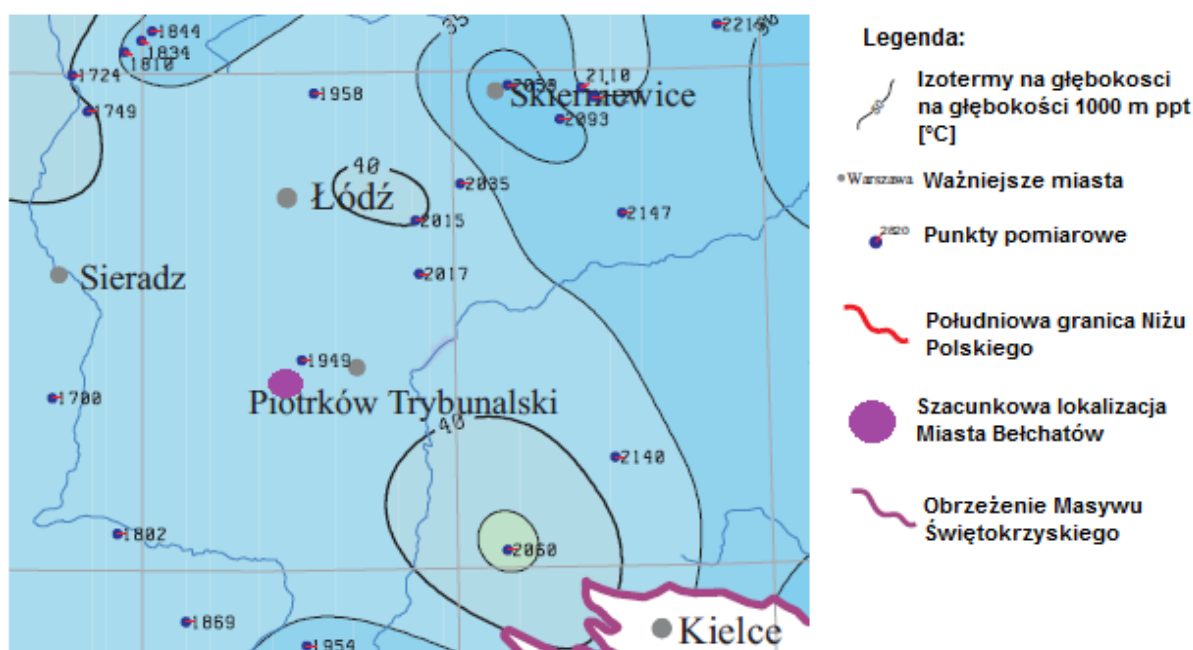 1844
1834
1810
1724
1749
1958
35
2110
2093
Skierniewice
40
Łódź
2035
2015
2147
2017
Sieradz
1949
Piotrków Trybunalski
1700
40
2140
1802
2060
1869
1954
Kielce
Legenda:
Izotermy na głębokosci
na głębokości 1000 m ppt
[°C]
Warszawa
Ważniejsze miasta
2820
Punkty pomiarowe
Południowa granica Niżu
Polskiego
Szacunkowa lokalizacja
Miasta Bełchatów
Obrzeżenie Masywu
Świętokrzyskiego